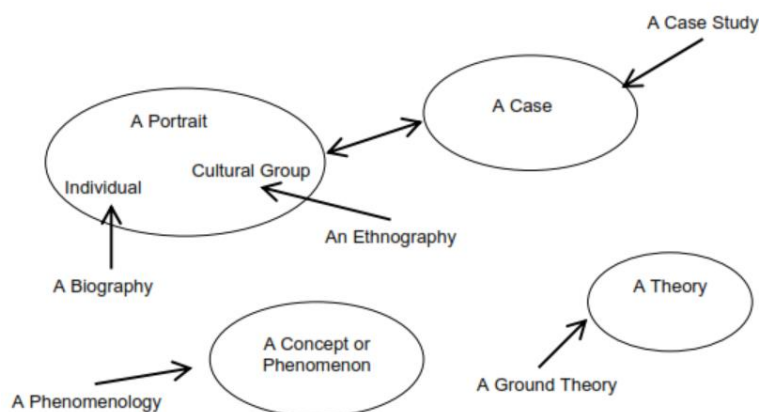 A Case Study
A Case
A Portrait
Cultural Group
Individual
An Ethnography
A Biography
A Theory
A Concept or
Phenomenon
A Ground Theory
A Phenomenology